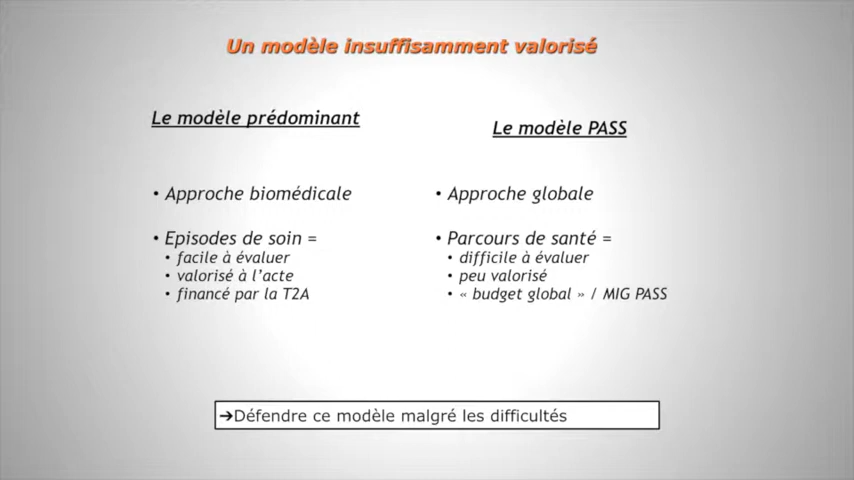 Un modèle insuffisamment valorisé
Le modèle prédominant
• Approche biomédicale
• Episodes de soin =
• facile à évaluer
• valorisé à l'acte
• financé par la T2A
Le modèle PASS
• Approche globale
• Parcours de santé =
• difficile à évaluer
• peu valorisé
• « budget global » / MIG PASS
➔Défendre ce modèle malgré les difficultés